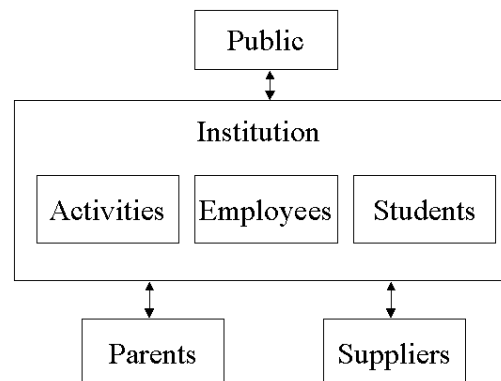 Public
Institution
Activities Employees Students
Parents Suppliers